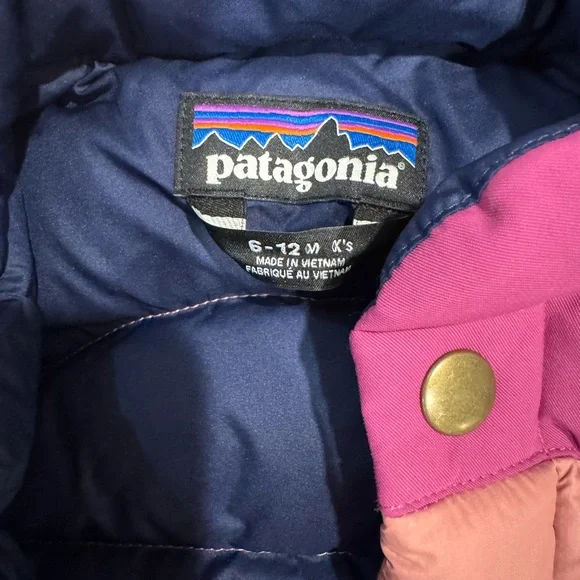 patagonia®
6-12 M K's
MADE IN VIETNAM
FABRIQUÉ AU VIETNAM